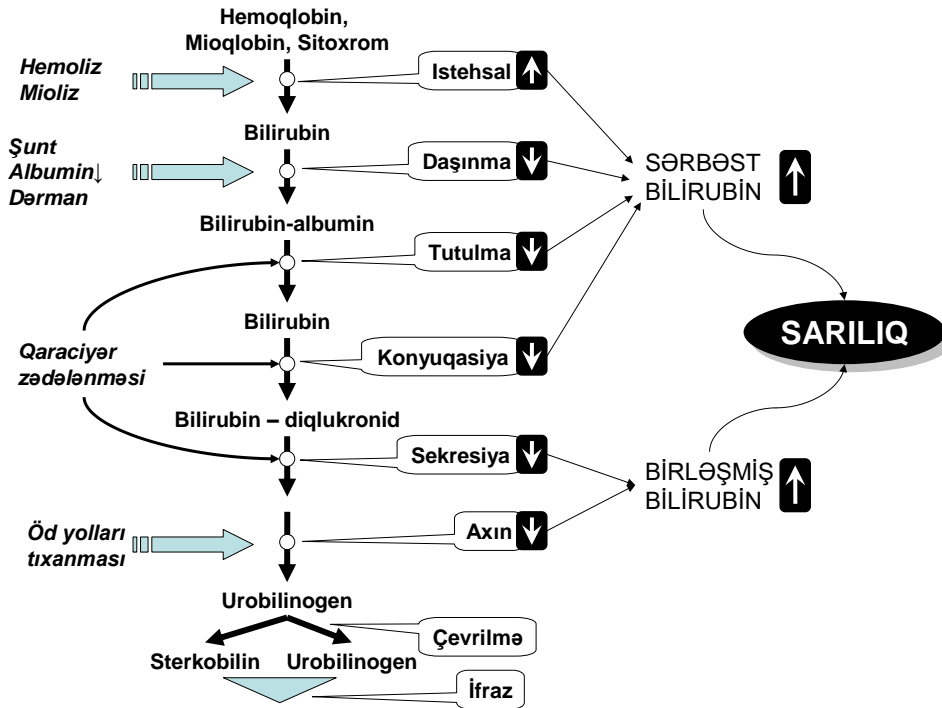 Hemoqlobin,
Mioqlobin, Sitoxrom
Hemoliz
Mioliz
Istehsal
Bilirubin
Şunt
Albumin↓
Dərman
Daşınma
SƏRBƏST
BİLİRUBİN
Bilirubin-albumin
Tutulma
Bilirubin
Qaraciyər
zədələnməsi
Konyuqasiya
SARILIQ
Bilirubin – diqlukronid
Sekresiya
BİRLƏŞMİŞ
BİLİRUBİN
Öd yolları
tıxanması
Axın
Urobilinogen
Çevrilmə
Sterkobilin
Urobilinogen
İfraz